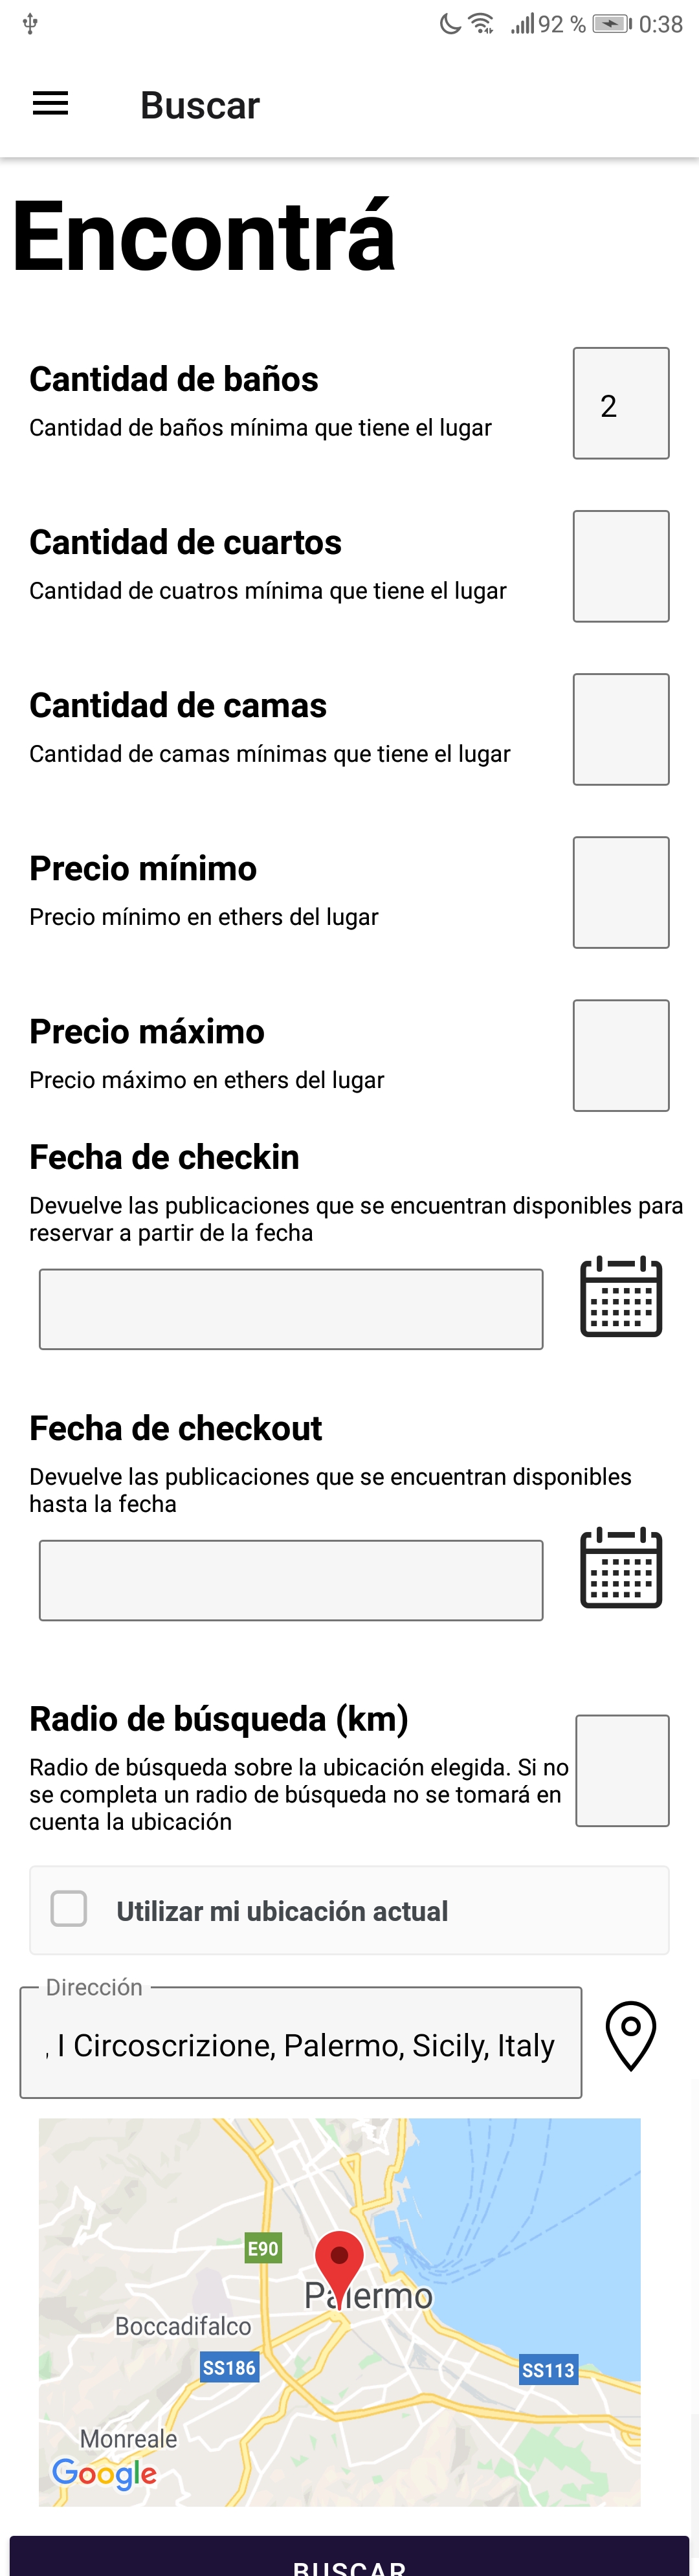 92 % 0:38
Buscar
Encontrá
Cantidad de baños
Cantidad de baños mínima que tiene el lugar
2
Cantidad de cuartos
Cantidad de cuatros mínima que tiene el lugar
Cantidad de camas
Cantidad de camas mínimas que tiene el lugar
Precio mínimo
Precio mínimo en ethers del lugar
Precio máximo
Precio máximo en ethers del lugar
Fecha de checkin
Devuelve las publicaciones que se encuentran disponibles para
reservar a partir de la fecha
Fecha de checkout
Devuelve las publicaciones que se encuentran disponibles
hasta la fecha
Radio de búsqueda (km)
Radio de búsqueda sobre la ubicación elegida. Si no
se completa un radio de búsqueda no se tomará en
cuenta la ubicación
Utilizar mi ubicación actual
Dirección
, I Circoscrizione, Palermo, Sicily, Italy
E90
Palermo
Boccadifalco
SS186
SS113
Monreale
Google
BUSCAR